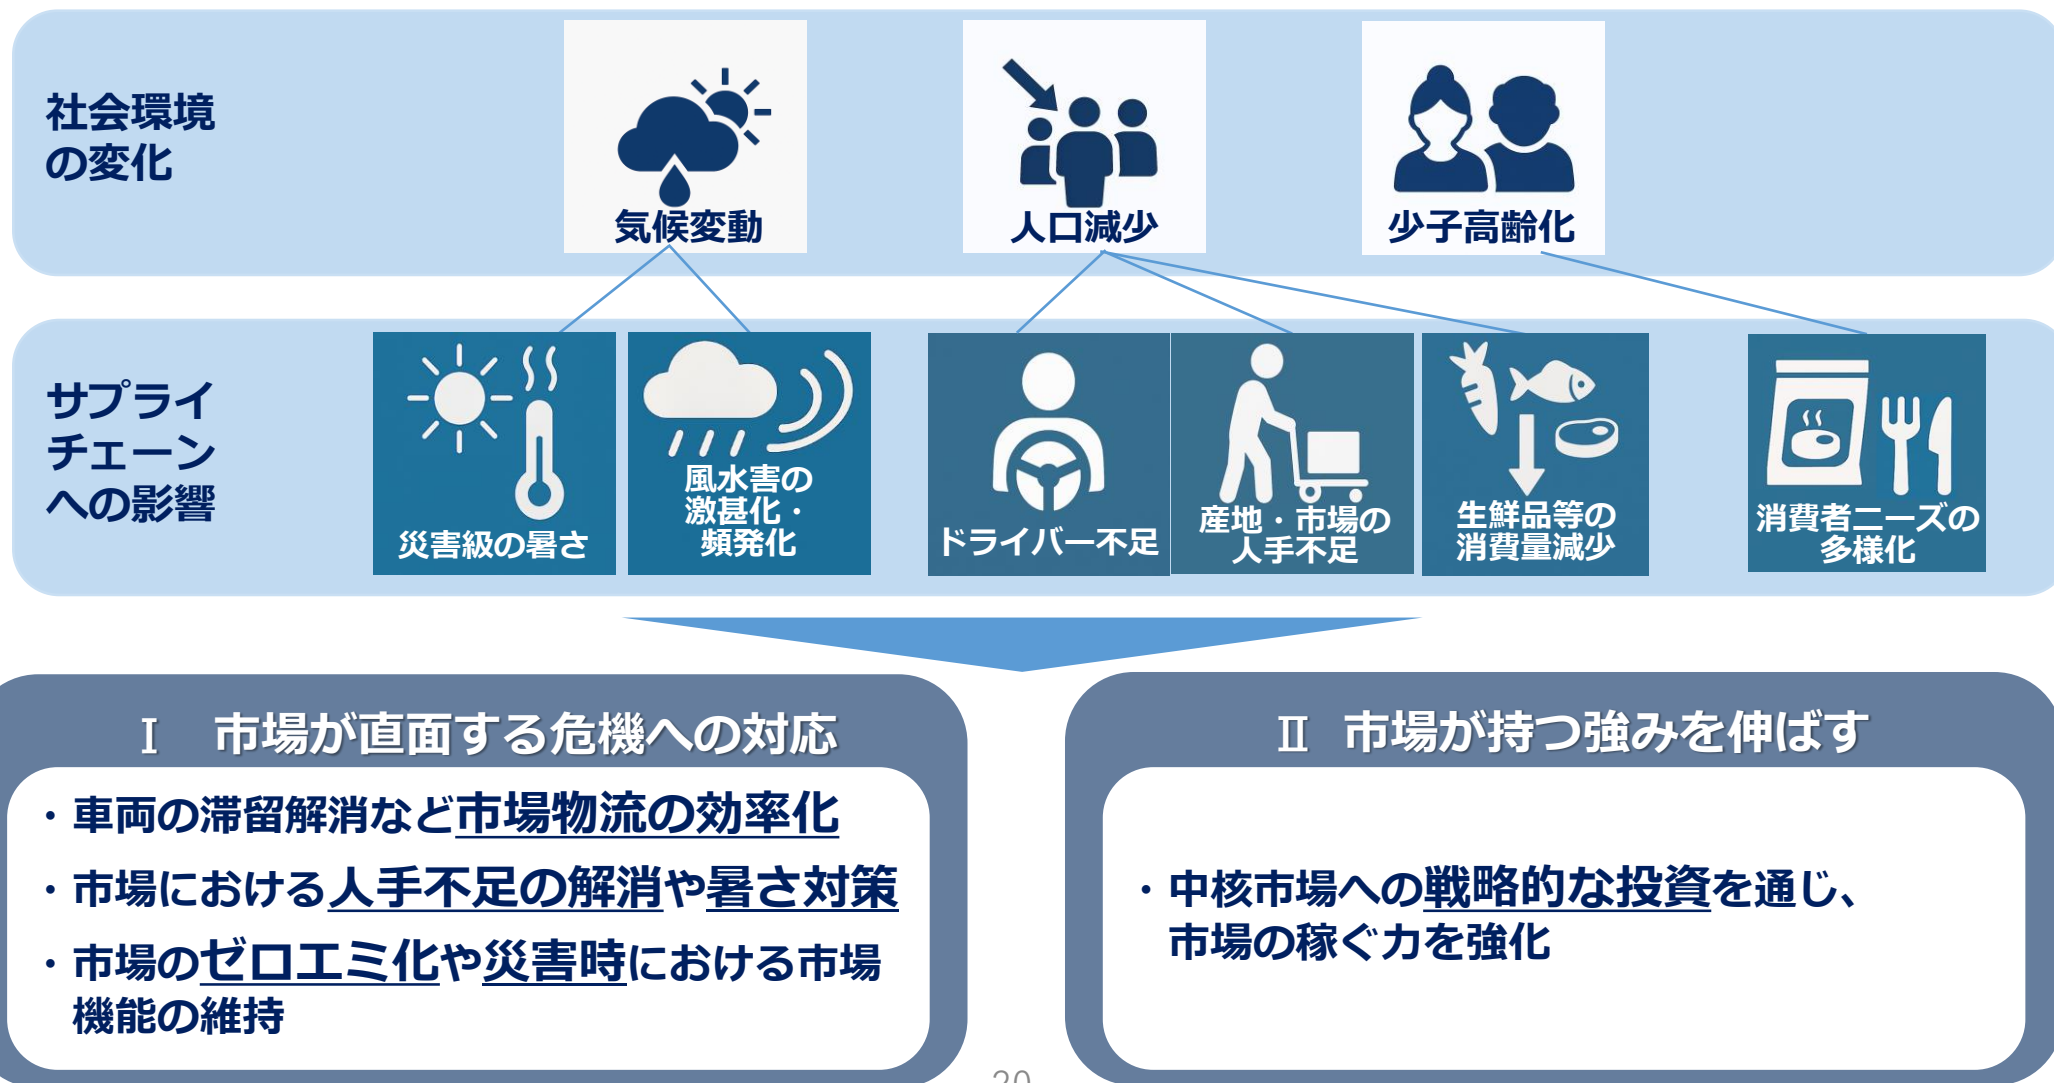 社会環境
の変化
気候変動
人口減少
少子高齢化
サプライ
チェーン
への影響
災害級の暑さ
風水害の
激甚化・
頻発化
ドライバー不足
産地・市場の
人手不足
生鮮品等の
消費量減少
消費者ニーズの
多様化
Ⅰ 市場が直面する危機への対応
・車両の滞留解消など市場物流の効率化
・市場における人手不足の解消や暑さ対策
・市場のゼロエミ化や災害時における市場
機能の維持
Ⅱ 市場が持つ強みを伸ばす
・中核市場への戦略的な投資を通じ、
市場の稼ぐ力を強化
20